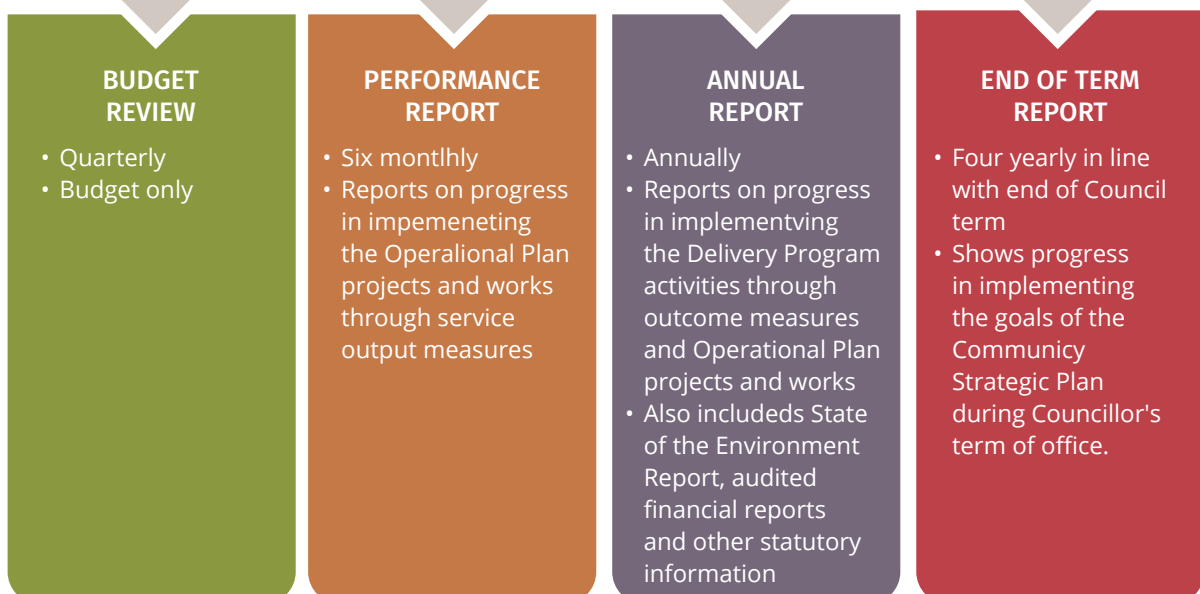 BUDGET
REVIEW
• Quarterly
• Budget only
PERFORMANCE
REPORT
• Six montlhly
• Reports on progress
in impemeneting
the Operalional Plan
projects and works
through service
output measures
ANNUAL
REPORT
• Annually
• Reports on progress
in implementving
the Delivery Program
activities through
outcome measures
and Operational Plan
projects and works
• Also includeds State
of the Environment
Report, audited
financial reports
and other statutory
information
END OF TERM
REPORT
• Four yearly in line
with end of Council
term
• Shows progress
in implementing
the goals of the
Communicy
Strategic Plan
during Councillor's
term of office.